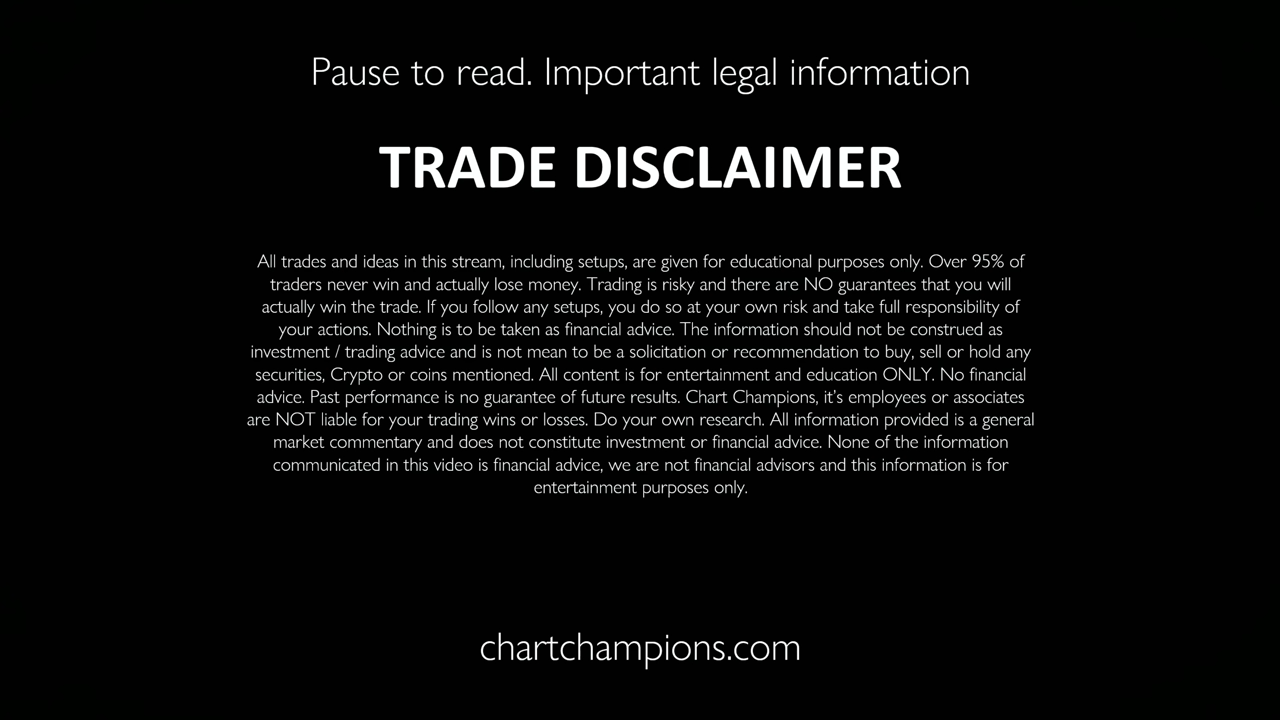 Pause to read. Important legal information
TRADE DISCLAIMER
All trades and ideas in this stream, including setups, are given for educational purposes only. Over 95% of
traders never win and actually lose money. Trading is risky and there are NO guarantees that you will
actually win the trade. If you follow any setups, you do so at your own risk and take full responsibility of
your actions. Nothing is to be taken as financial advice. The information should not be construed as
investment / trading advice and is not mean to be a solicitation or recommendation to buy, sell or hold any
securities, Crypto or coins mentioned. All content is for entertainment and education ONLY. No financial
advice. Past performance is no guarantee of future results. Chart Champions, it's employees or associates
are NOT liable for your trading wins or losses. Do your own research. All information provided is a general
market commentary and does not constitute investment or financial advice. None of the information
communicated in this video is financial advice, we are not financial advisors and this information is for
entertainment purposes only.
chartchampions.com